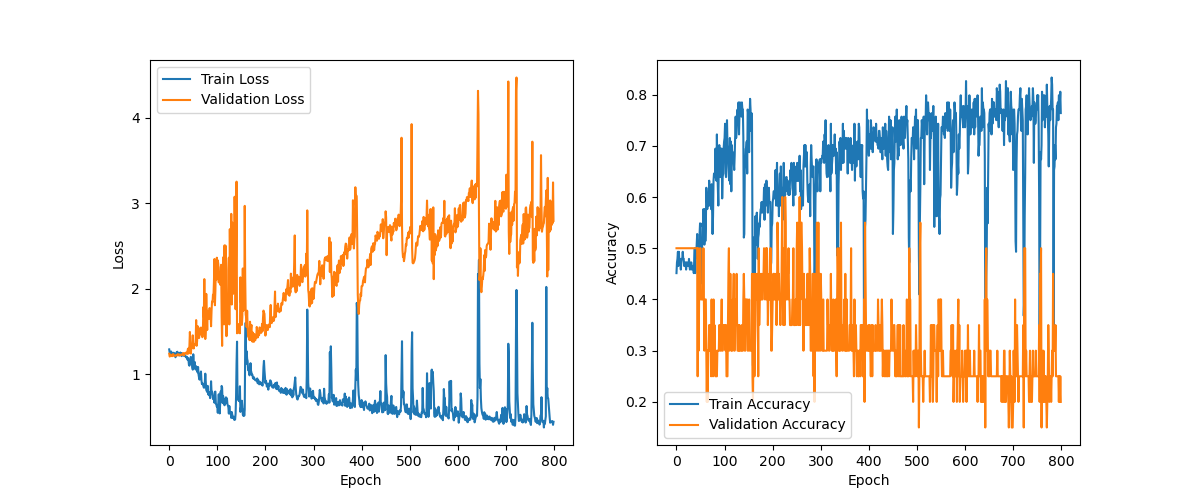 Train Loss
Validation Loss
4
3
2
1
Loss
0 100 200 300 400 500 600 700 800
Epoch
0.8
0.7
0.6
0.5
0.4
0.3
0.2
Accuracy
Train Accuracy
Validation Accuracy
0 100 200 300 400 500 600 700 800
Epoch